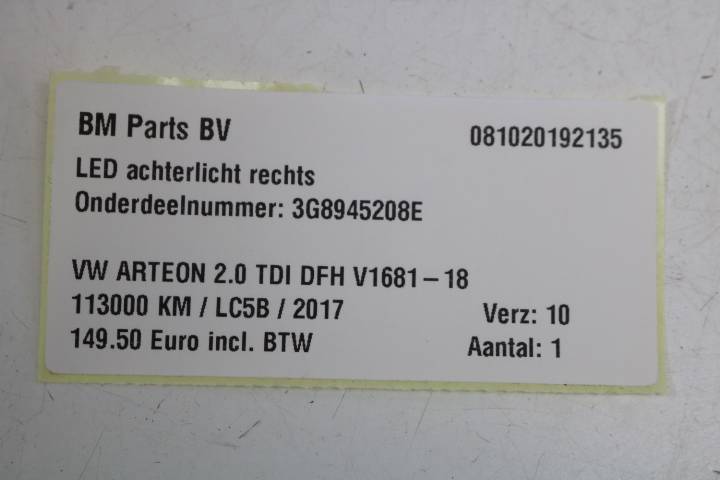 BM Parts BV 081020192135
LED achterlicht rechts
Onderdeelnummer: 3G8945208E
VW ARTEON 2.0 TDI DFH V1681-18
113000 KM / LC5B / 2017 Verz: 10
149.50 Euro incl. BTW Aantal: 1